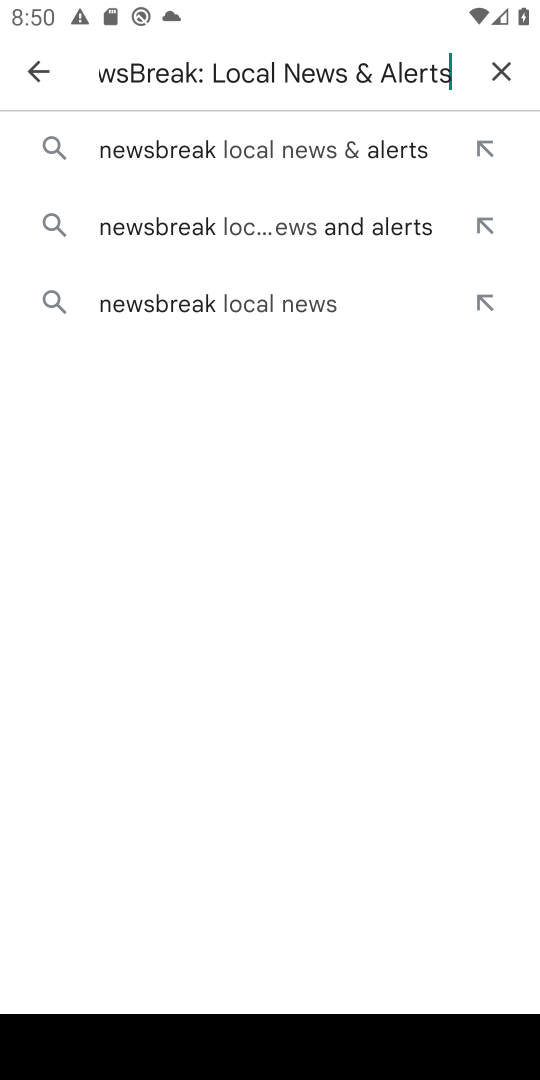 8:50
wsBreak: Local News & Alerts
newsbreak local news & alerts
newsbreak loc...ews and alerts
newsbreak local news